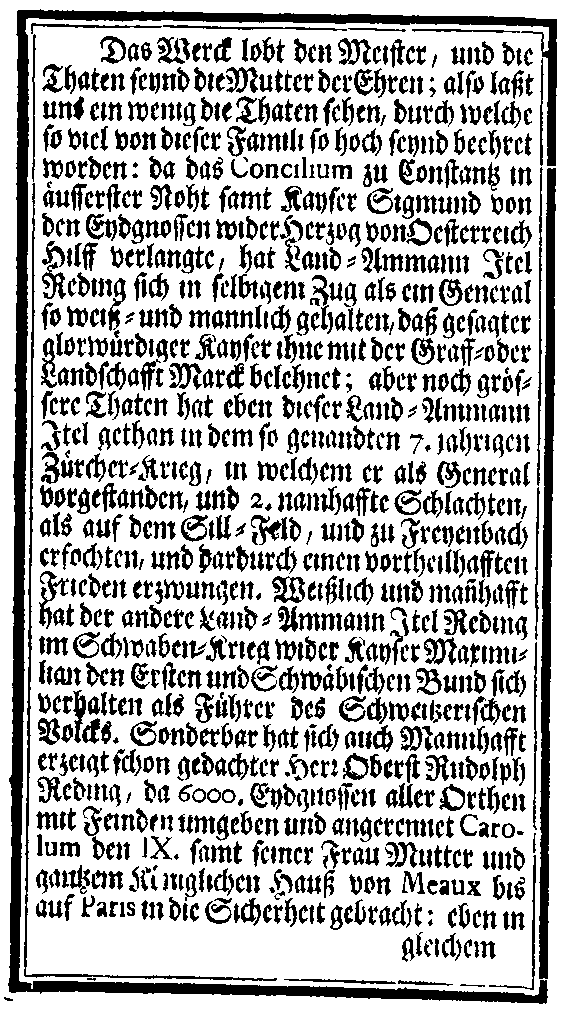 Das Werck lobt den Meister, und die
Thaten seynd die Mutter der Ehren; also laßt
uns ein wenig die Thaten sehen, durch welche
so viel von dieser Famili so hoch seynd beehret
worden: da das Concilium zu Constantz in
äusserster Noht samt Kayser Sigmund von
den Eydgnossen wider Herzog von Oesterreich
Hilff verlangte, hat Land-Ammann Itel
Reding sich in selbigem Zug als ein General
so weiß- und mannlich gehalten, daß gesagter
glorwürdiger Kayser ihne mit der Graff- oder
Landschafft Marck belehnet; aber noch grös-
sere Thaten hat eben dieser Land-Ammann
Itel gethan in dem so genandten 7. jahrigen
Zürcher-Krieg, in welchem er als General
vorgestanden, und 2. namhaffte Schlachten,
als auf dem Sill-Feld, und zu Freyenbach
erfochten, und dardurch einen vortheilhafften
Frieden erzwungen. Weißlich und mañhafft
hat der andere Land-Ammann Itel Reding
im Schwaben-Krieg wider Kayser Maximi-
lian den Ersten und Schwäbischen Bund sich
verhalten als Führer des Schweitzerischen
Volcks. Sonderbar hat sich auch Mannhafft
erzeigt schon gedachter Herr Oberst Rudolph
Reding, da 6000. Eydgnossen aller Orthen
mit Feinden umgeben und angerennet Caro-
lum den IX. samt seiner Frau Mutter und
gantzem Königlichen Hauß von Meaux bis
auf Paris in die Sicherheit gebracht: eben in
gleichem